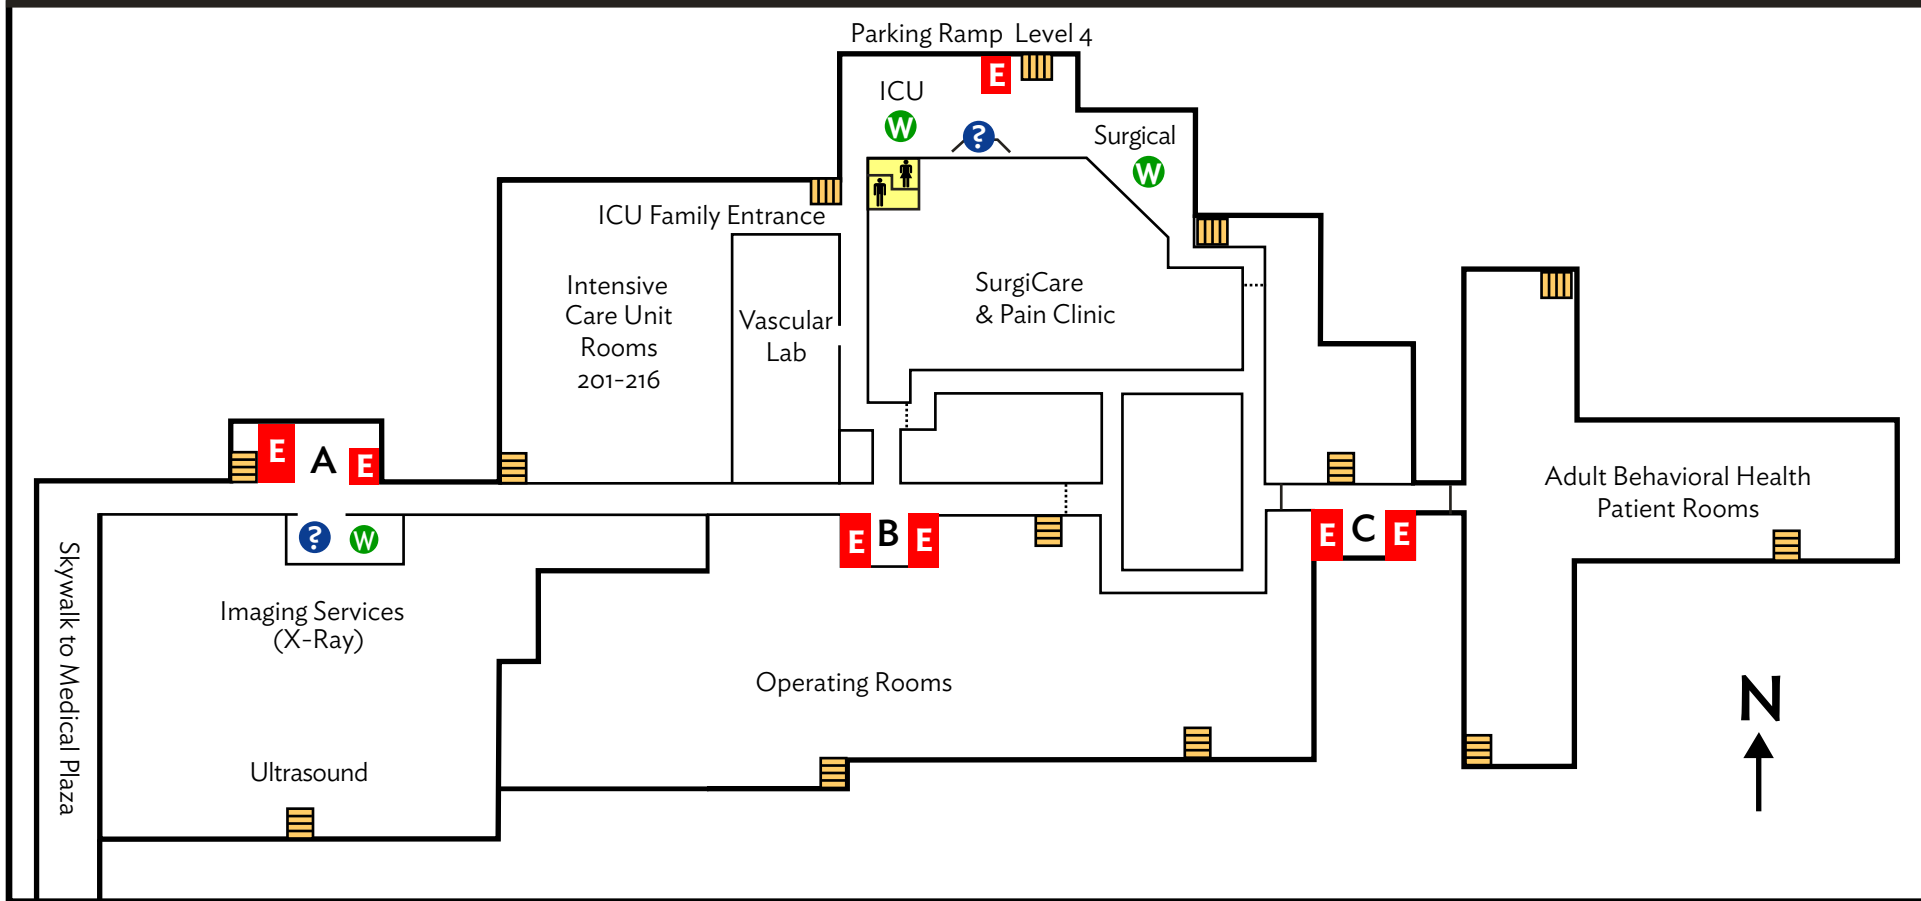 Parking Ramp Level 4
E
ICU
W
?
Surgical
W
ICU Family Entrance
Intensive
Care Unit
Rooms
201-216
Vascular
Lab
SurgiCare
& Pain Clinic
E
A
E
Adult Behavioral Health
Patient Rooms
?
W
E
B
E
E
C
E
Skywalk to Medical Plaza
Imaging Services
(X-Ray)
Operating Rooms
Ultrasound
N